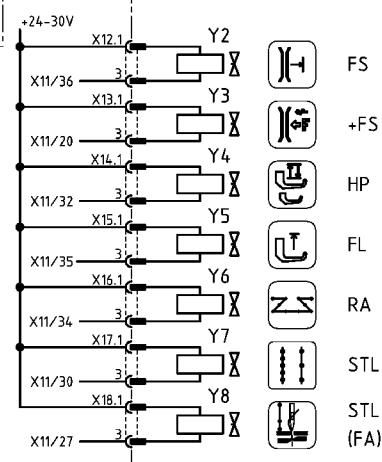 +24-30V
X12.1 Y2
X11/36 3 FS
X13.1 Y3
X11/20 3 +FS
X14.1 Y4
X11/32 3 HP
X15.1 Y5
X11/35 3 FL
X16.1 Y6
X11/34 3 RA
X17.1 Y7
X11/30 3 STL
X18.1 Y8
STL
X11/27 3 (FA)